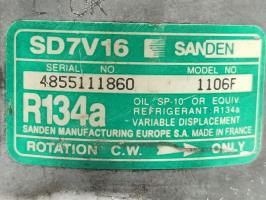 SD7V16 SANDEN
SERIAL NO. MODEL NO
4855111860 1106F
R134a
OIL SP-10 OR EQUIV.
REFRIGERANT R134a
VARIABLE DISPLACEMENT
SANDEN MANUFACTURING EUROPE S.A. MADE IN FRANCE
ROTATION C.W. ONLY